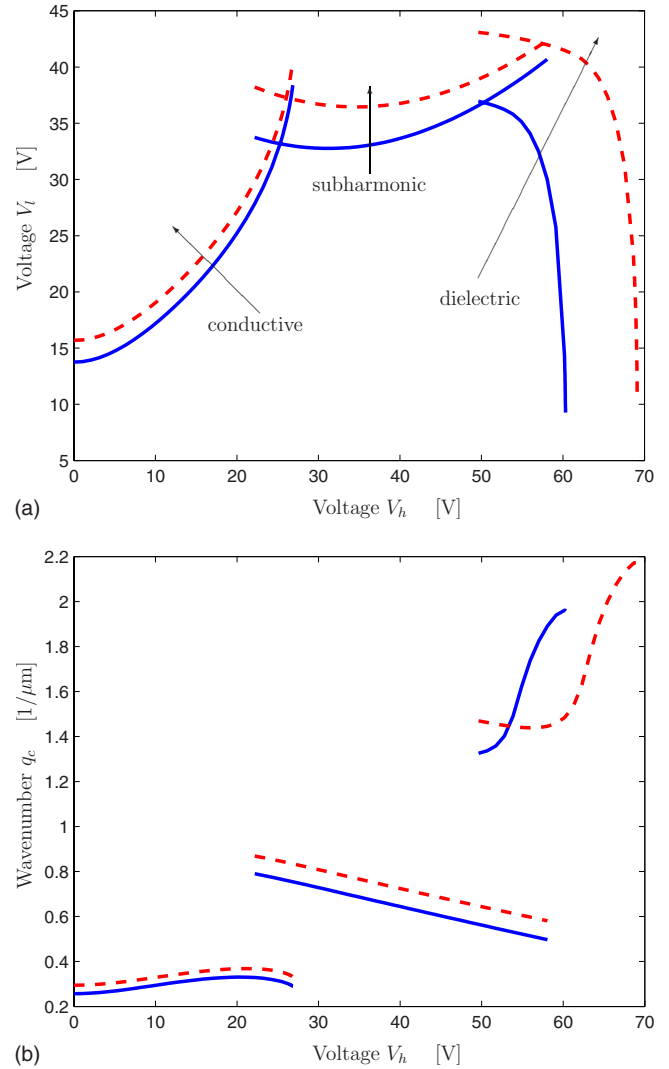 45
40
35
30
25
20
15
10
5
Voltage V_l [V]
subharmonic
dielectric
conductive
0 10 20 30 40 50 60 70
(a) Voltage V_h [V]
2.2
2
1.8
1.6
1.4
1.2
1
0.8
0.6
0.4
0.2
Wavenumber q_c [1/μm]
0 10 20 30 40 50 60 70
(b) Voltage V_h [V]